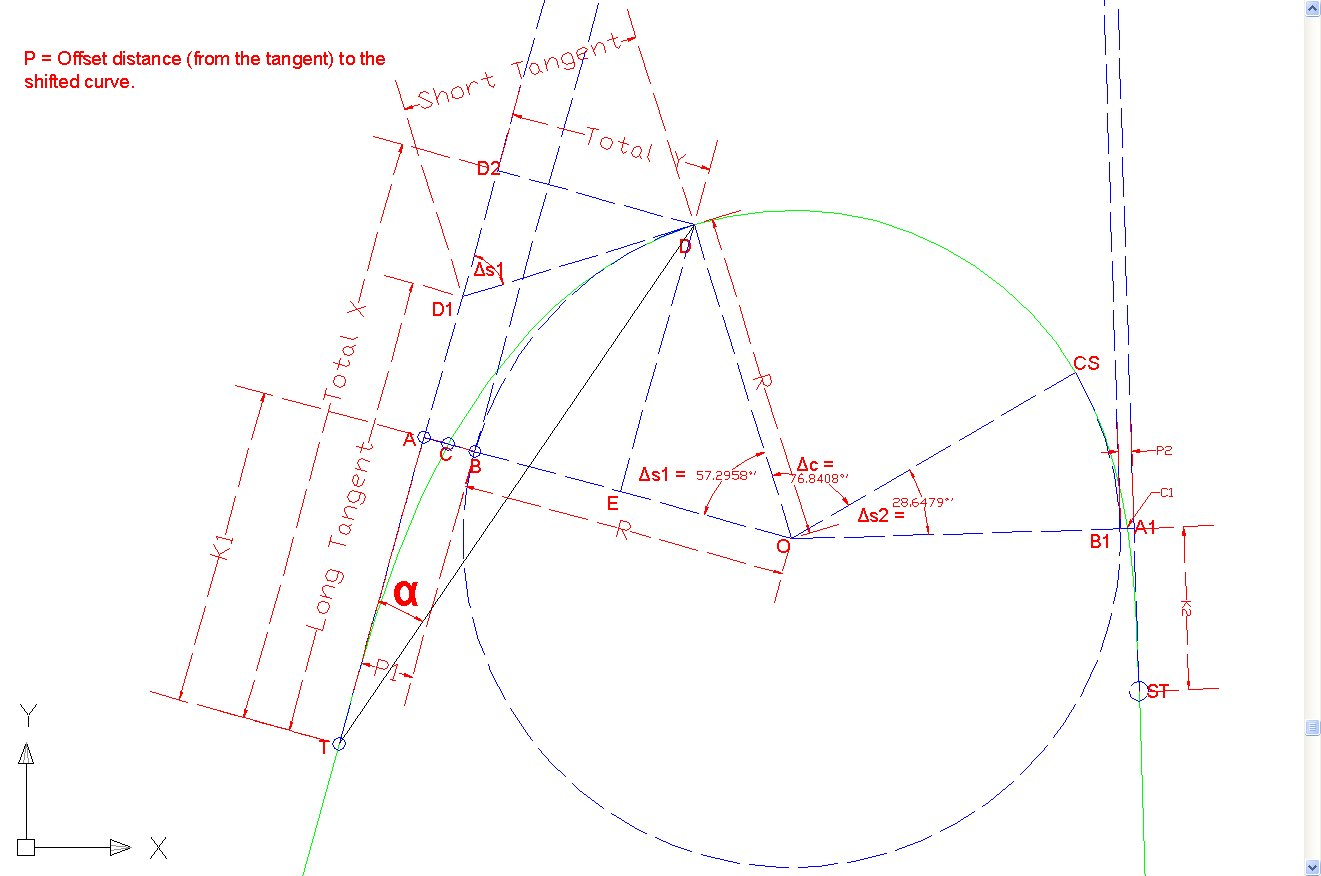 P = Offset distance (from the tangent) to the
shifted curve.
Short Tangent
Total Y
D2
D
Δs1
D1
Total X
R
CS
A
C
B
Δs1 = 57.2958°'
Δc =
76.8408°'
28.6479°'
Δs2 =
P2
C1
E
R
O
B1
A1
K1
Long Tangent
α
K2
P1
ST
T
Y
X